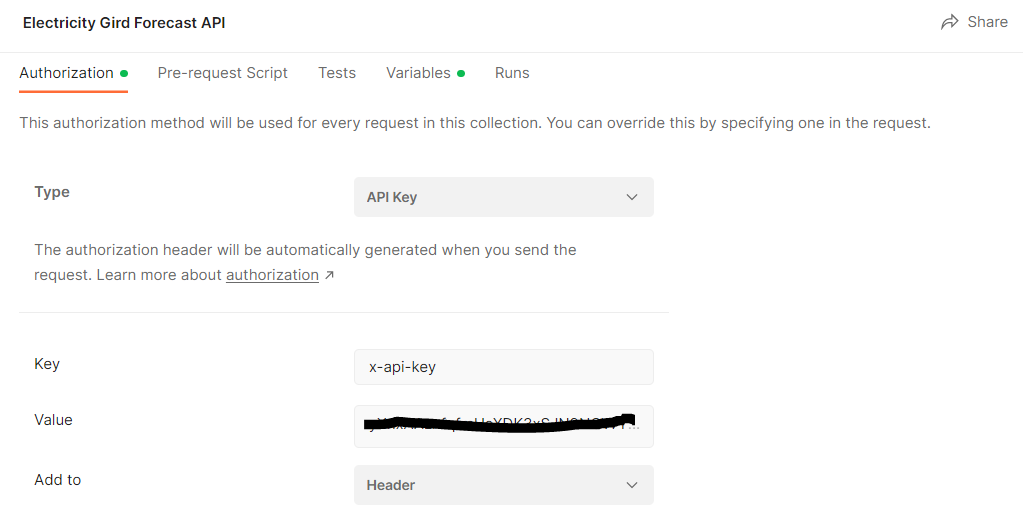 Electricity Gird Forecast API
Share
Authorization
Pre-request Script
Tests
Variables
Runs
This authorization method will be used for every request in this collection. You can override this by specifying one in the request.
Type
API Key
The authorization header will be automatically generated when you send the
request. Learn more about authorization ↗
Key
x-api-key
Value
Add to
Header